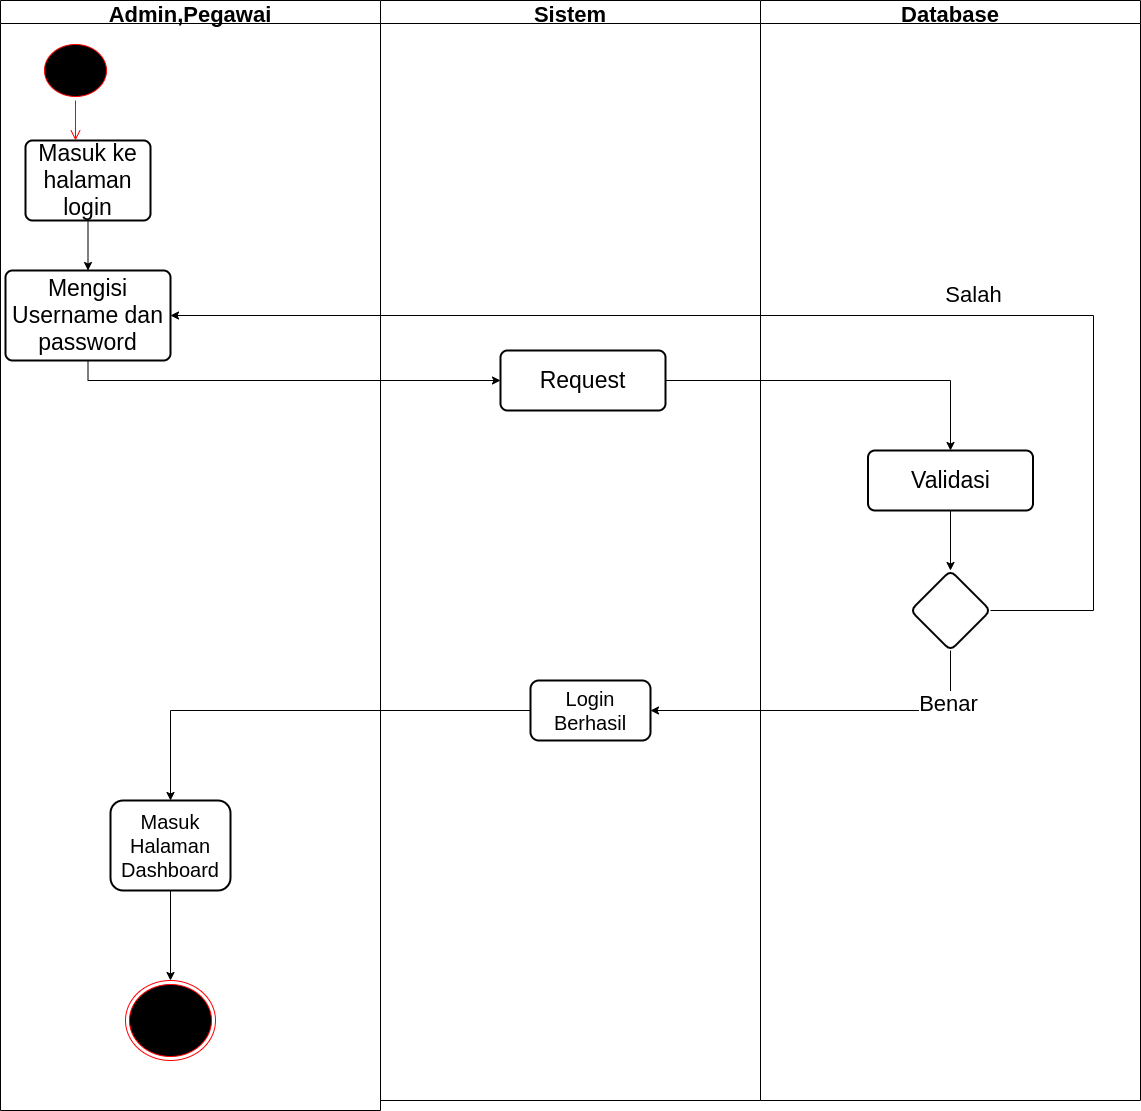 Admin,Pegawai
Sistem
Database
Masuk ke
halaman
login
Mengisi
Username dan
password
Salah
Request
Validasi
Benar
Login
Berhasil
Masuk
Halaman
Dashboard